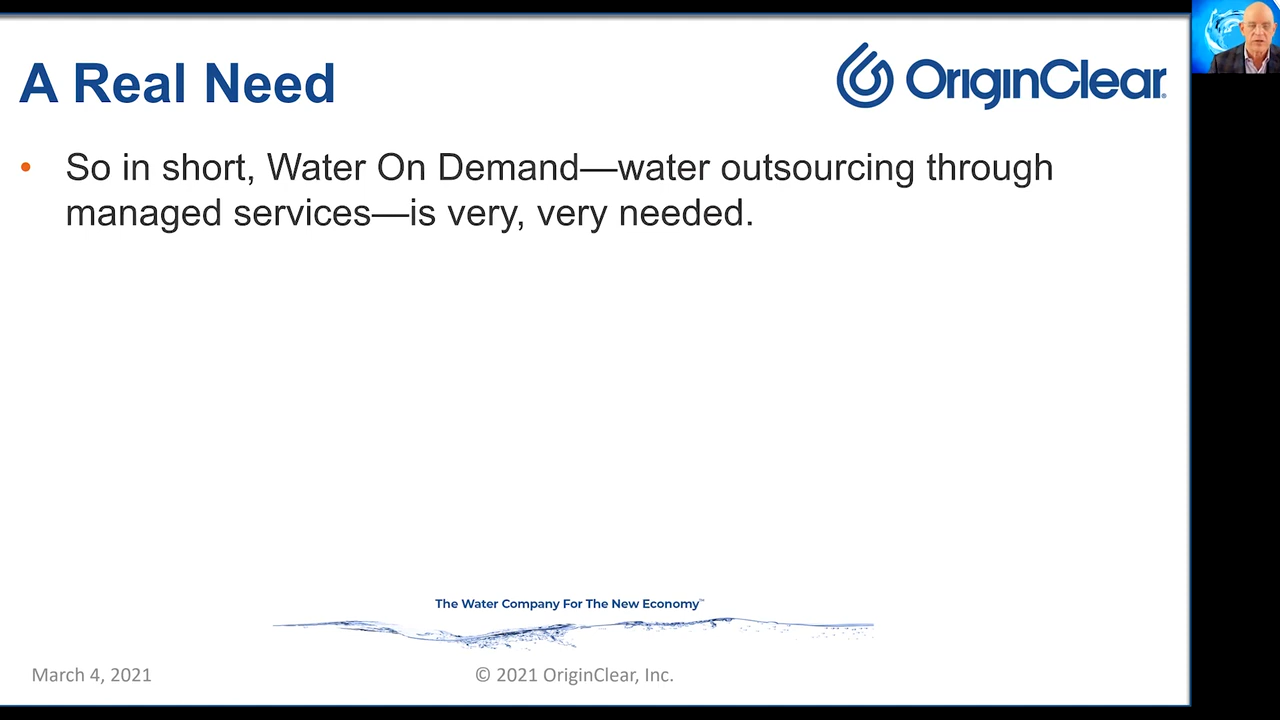 A Real Need
OriginClear®
• So in short, Water On Demand—water outsourcing through
managed services—is very, very needed.
The Water Company For The New Economy™
March 4, 2021
© 2021 OriginClear, Inc.